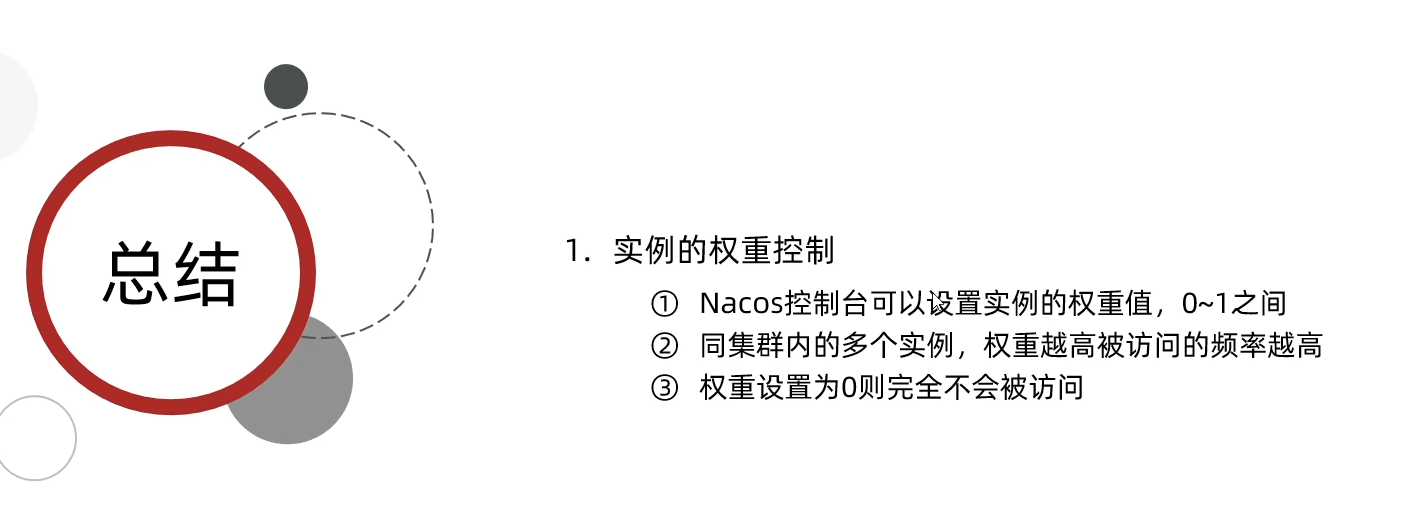 总结
1. 实例的权重控制
① Nacos控制台可以设置实例的权重值，0~1之间
② 同集群内的多个实例，权重越高被访问的频率越高
③ 权重设置为0则完全不会被访问